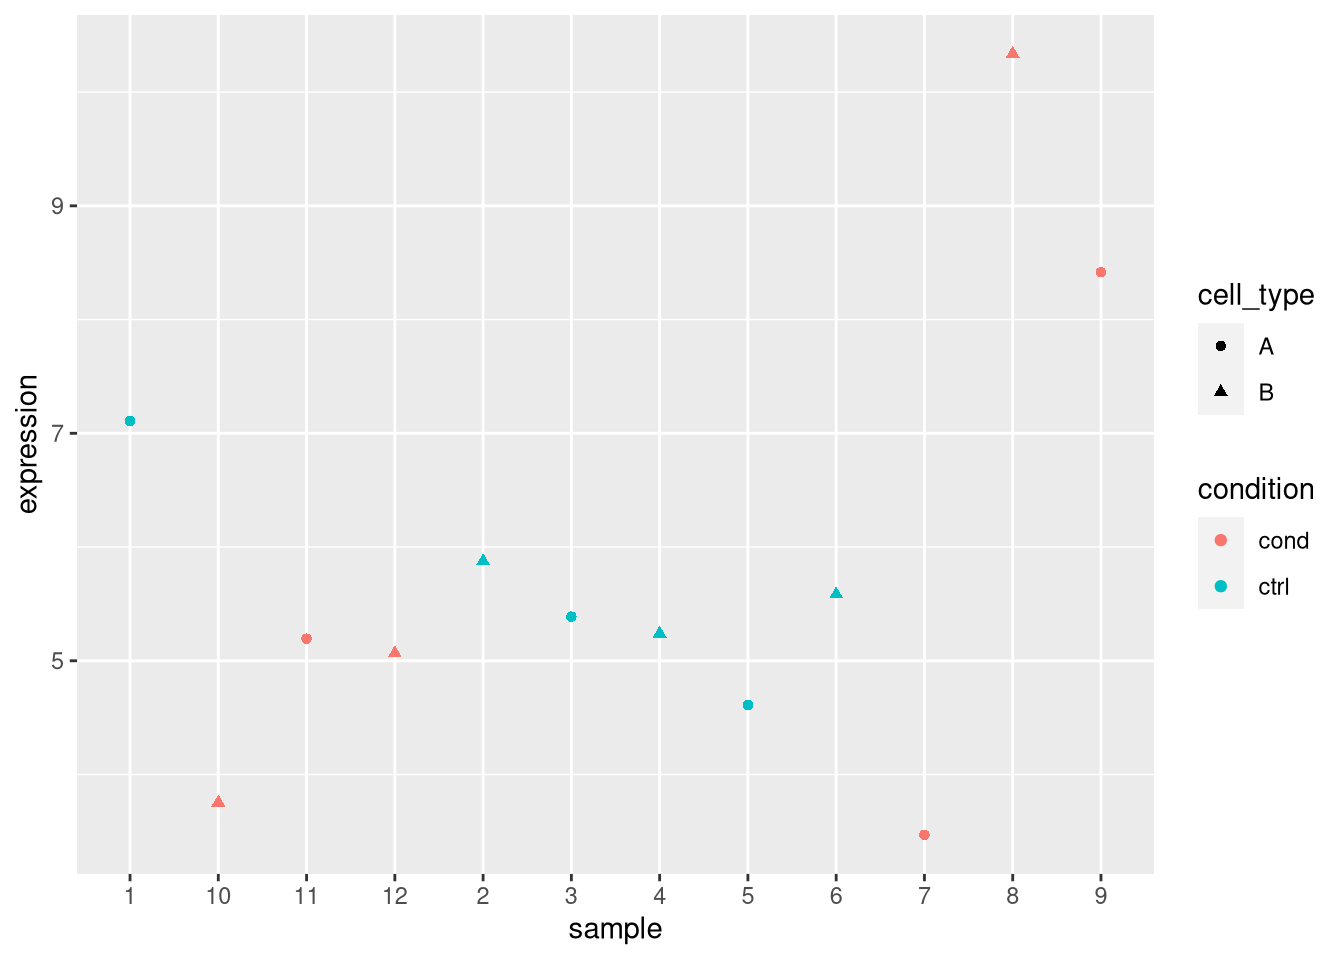 expression
9
7
5
1 10 11 12 2 3 4 5 6 7 8 9
sample
cell_type
A
B
condition
cond
ctrl